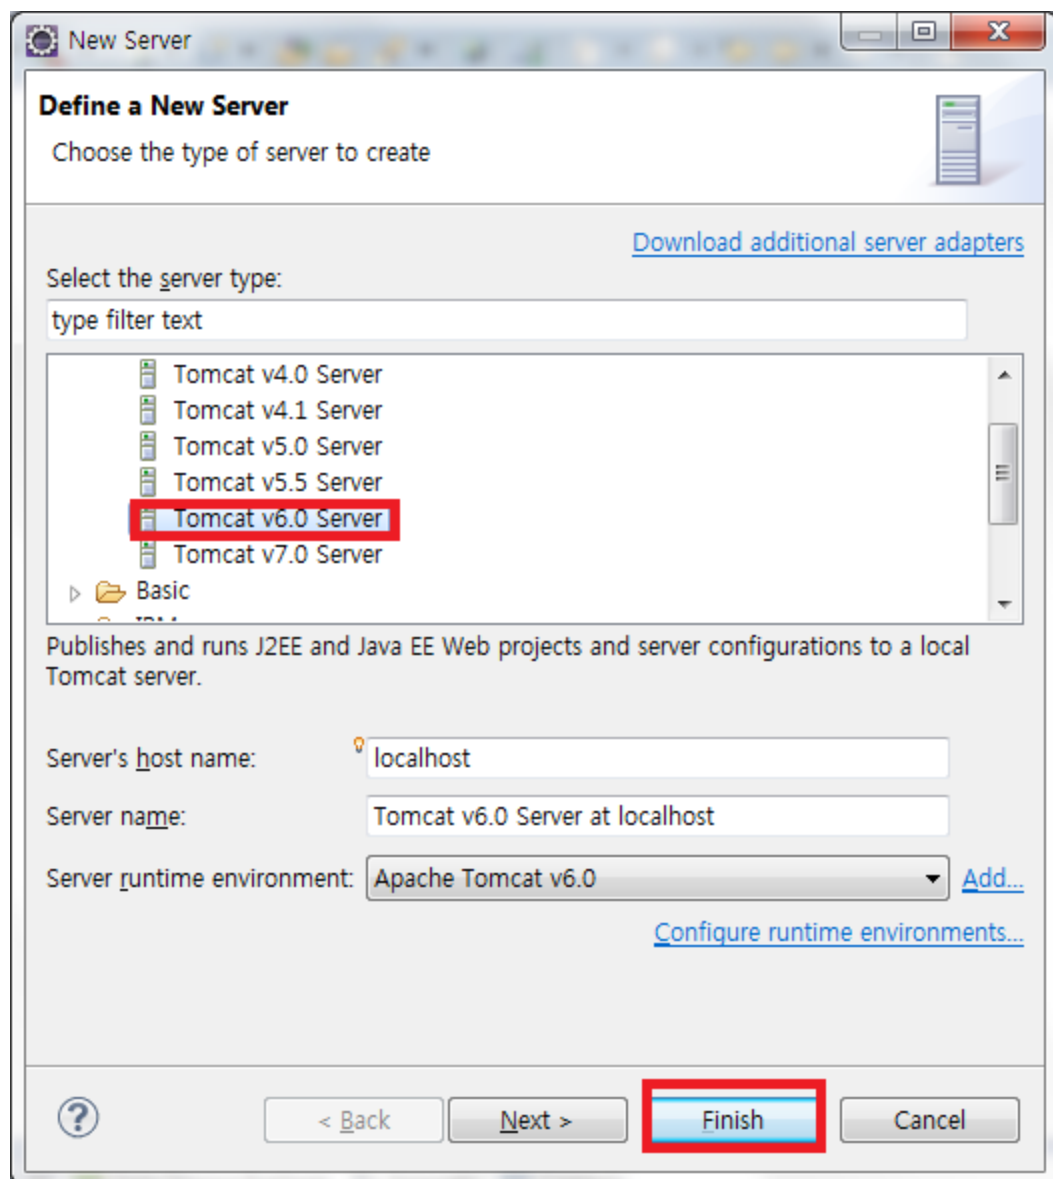 New Server
Define a New Server
Choose the type of server to create
Download additional server adapters
Select the server type:
type filter text
Tomcat v4.0 Server
Tomcat v4.1 Server
Tomcat v5.0 Server
Tomcat v5.5 Server
Tomcat v6.0 Server
Tomcat v7.0 Server
Basic
Publishes and runs J2EE and Java EE Web projects and server configurations to a local
Tomcat server.
Server's host name: localhost
Server name: Tomcat v6.0 Server at localhost
Server runtime environment: Apache Tomcat v6.0 Add...
Configure runtime environments...
< Back Next > Finish Cancel